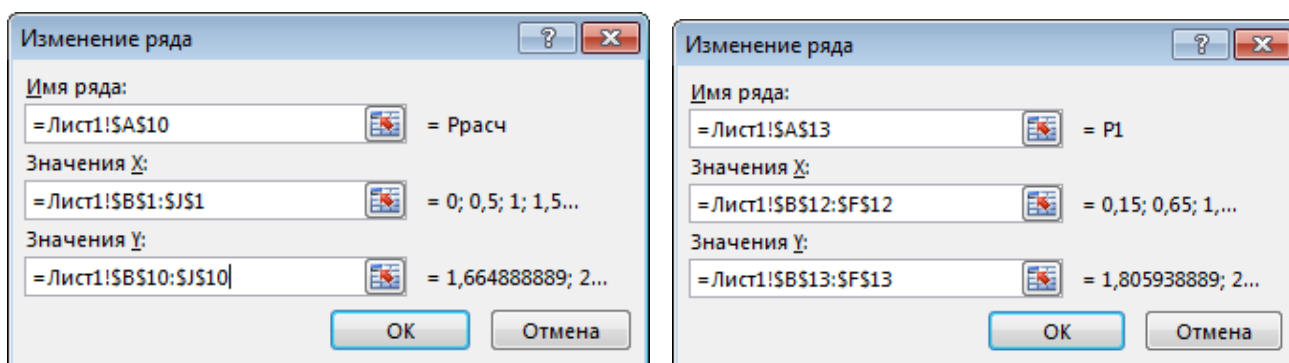 Изменение ряда
Имя ряда:
=Лист1!$A$10 = Ррасч
Значения X:
=Лист1!$B$1:$J$1 = 0; 0,5; 1; 1,5...
Значения Y:
=Лист1!$B$10:$J$10 = 1,664888889; 2...
ОК Отмена
Изменение ряда
Имя ряда:
=Лист1!$A$13 = P1
Значения X:
=Лист1!$B$12:$F$12 = 0,15; 0,65; 1,...
Значения Y:
=Лист1!$B$13:$F$13 = 1,805938889; 2...
ОК Отмена